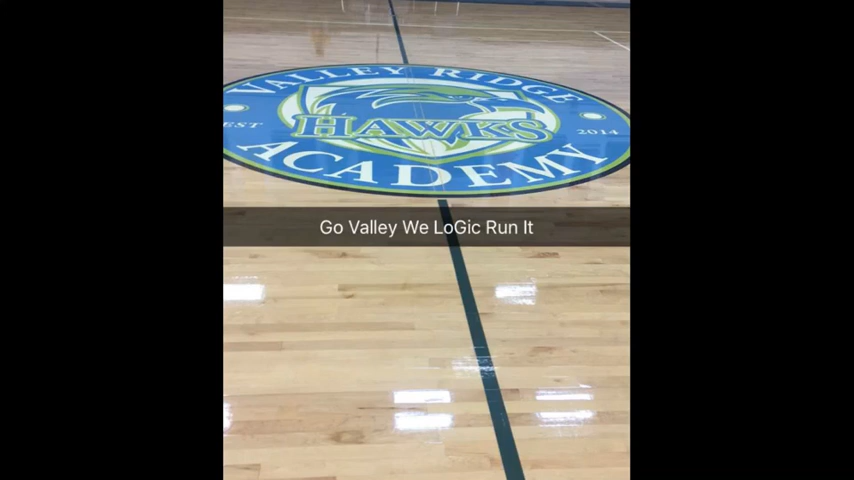 VALLEY RIDGE
HAWKS
EST 2014
ACADEMY
Go Valley We LoGic Run It